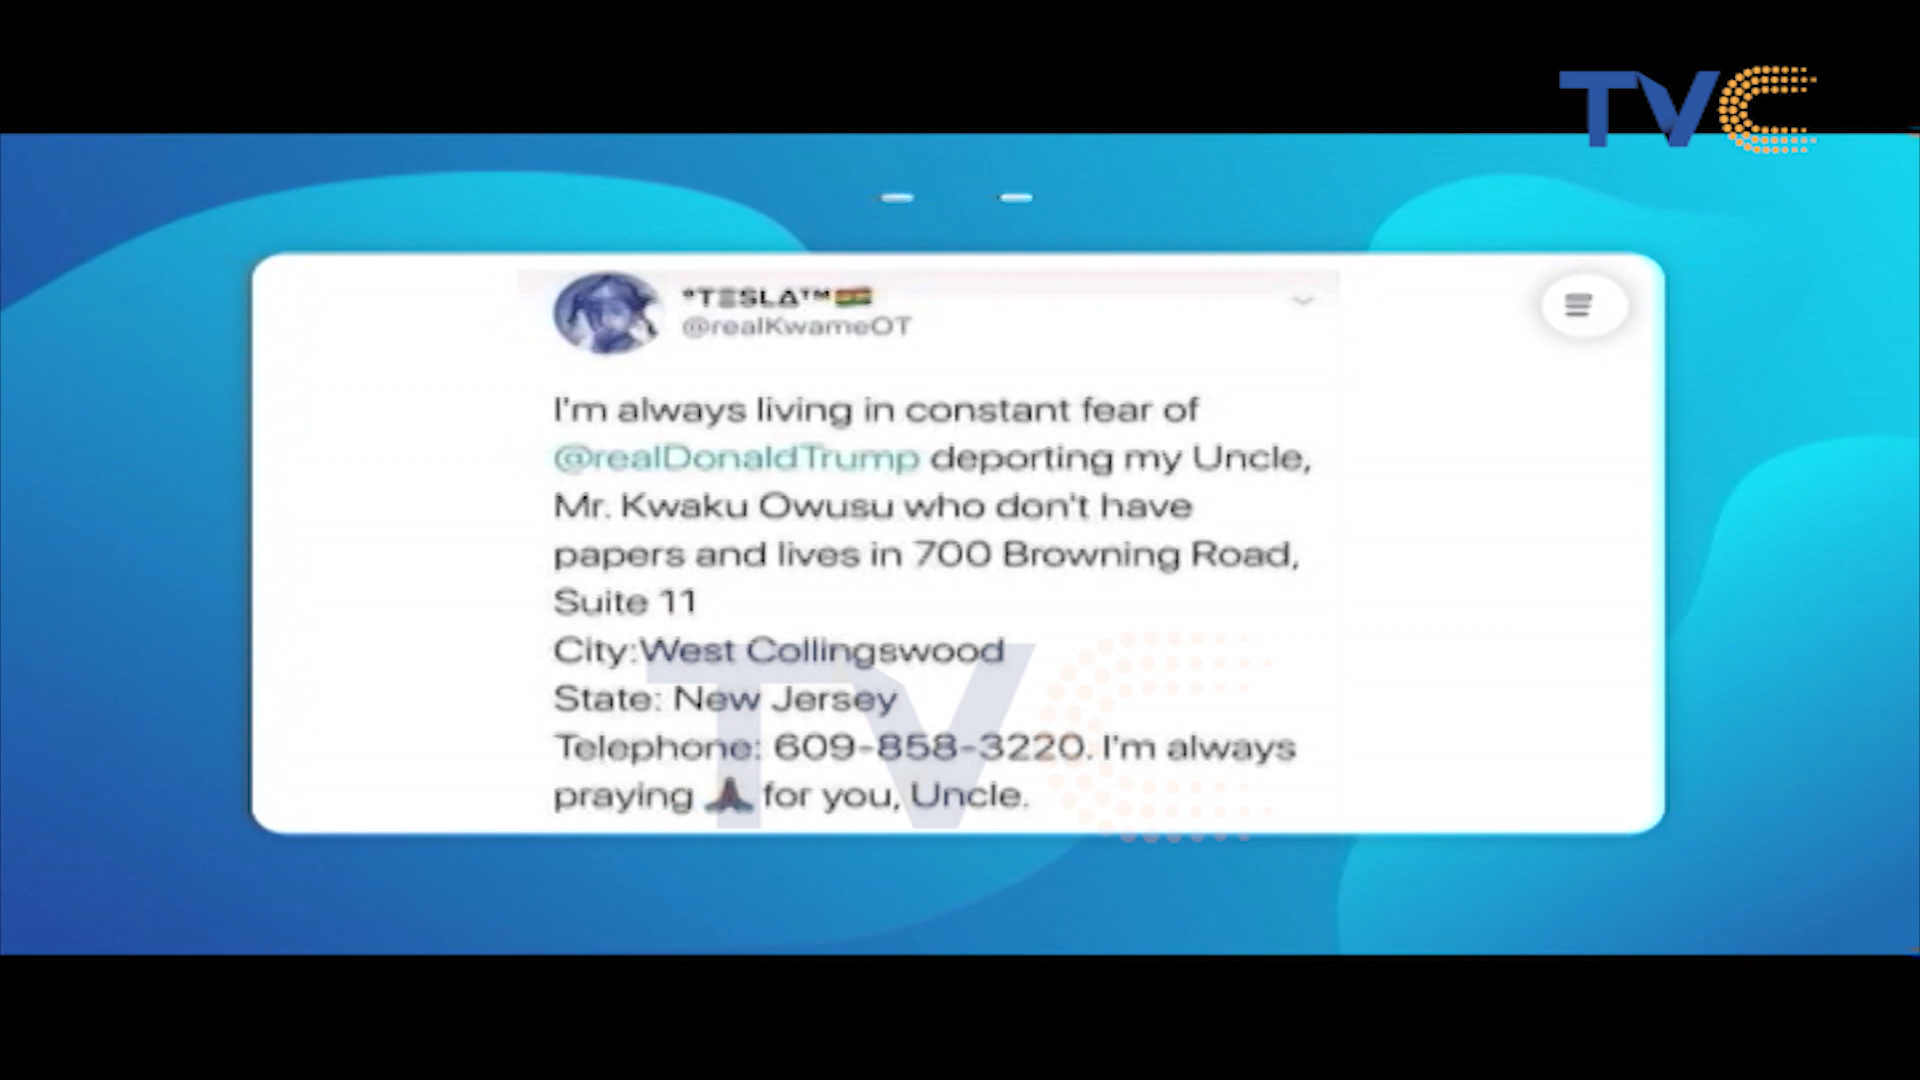 TVC
°TΞSLΔ™🇬🇭
@realKwameOT
I'm always living in constant fear of
@realDonaldTrump deporting my Uncle,
Mr. Kwaku Owusu who don't have
papers and lives in 700 Browning Road,
Suite 11
City:West Collingswood
State: New Jersey
Telephone: 609-858-3220. I'm always
praying 🙏🏿 for you, Uncle.
TVC